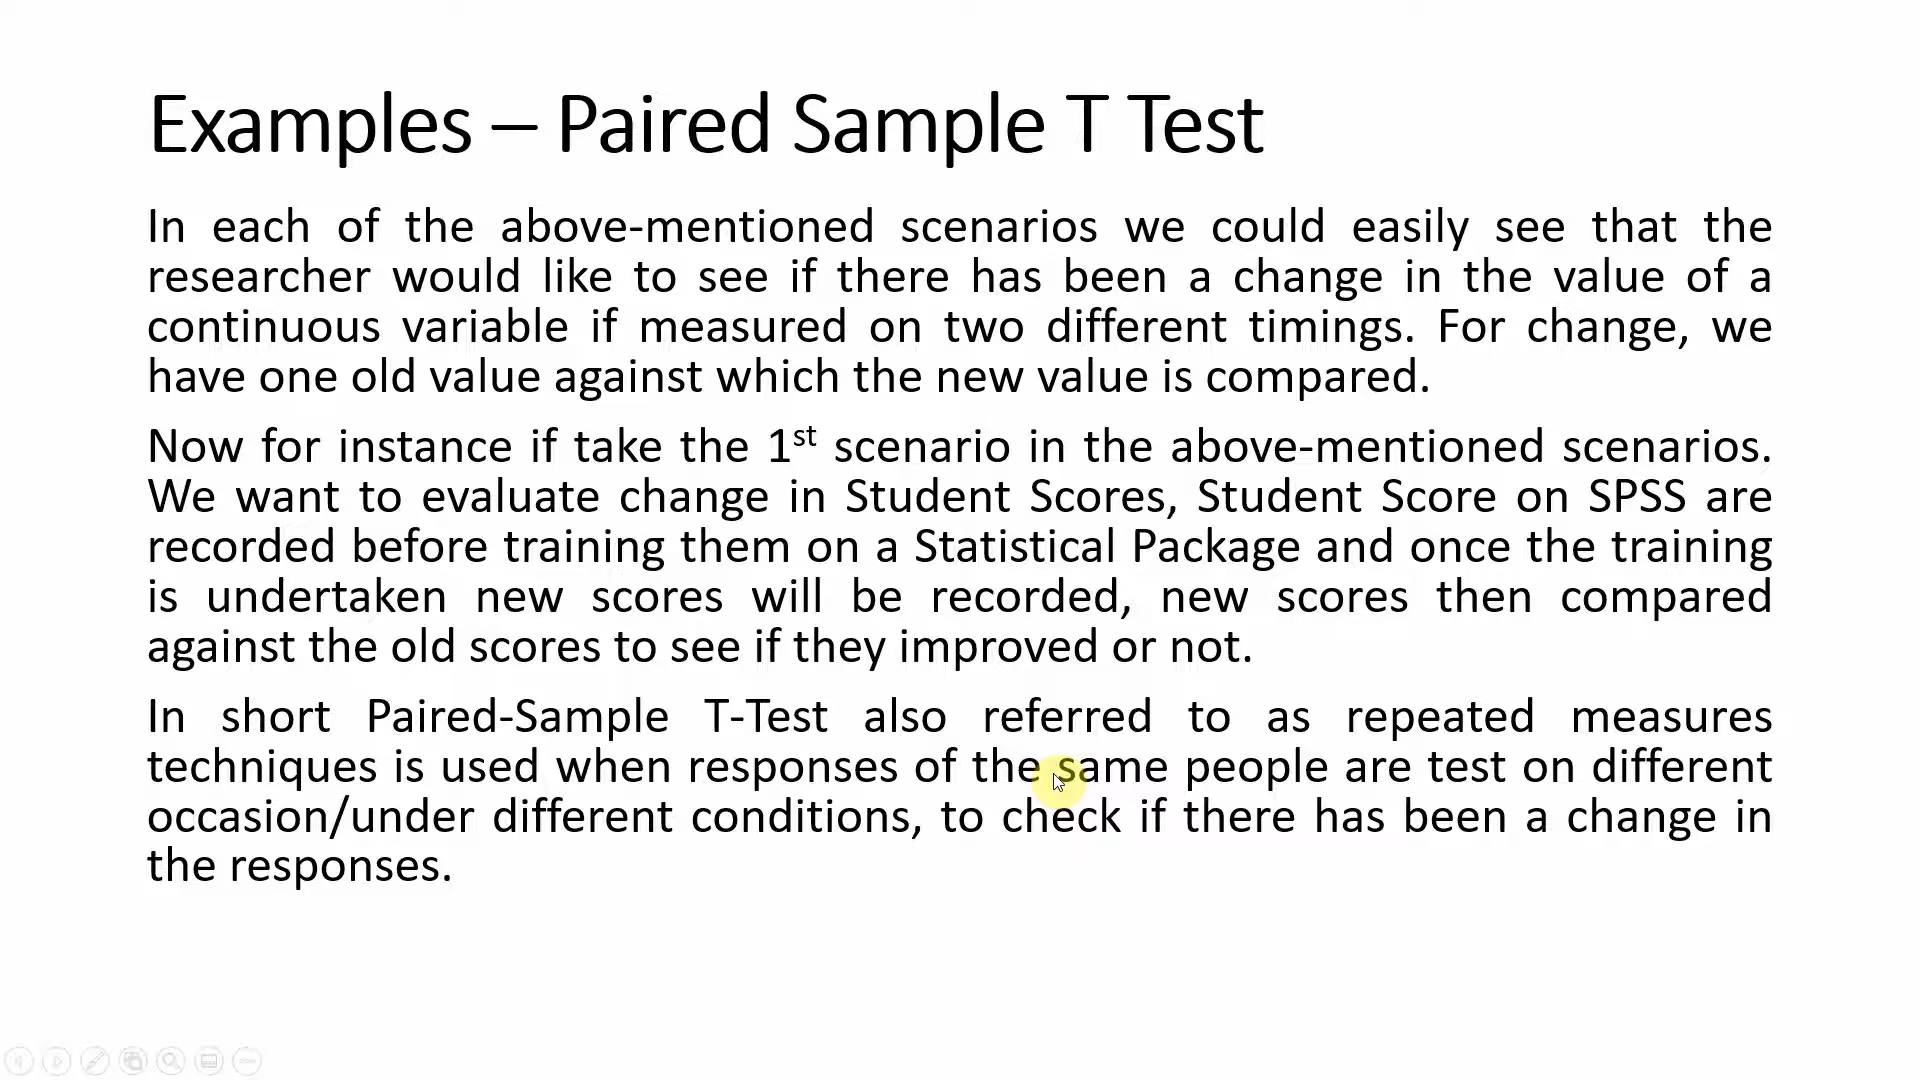 Examples – Paired Sample T Test
In each of the above-mentioned scenarios we could easily see that the
researcher would like to see if there has been a change in the value of a
continuous variable if measured on two different timings. For change, we
have one old value against which the new value is compared.
Now for instance if take the 1st scenario in the above-mentioned scenarios.
We want to evaluate change in Student Scores, Student Score on SPSS are
recorded before training them on a Statistical Package and once the training
is undertaken new scores will be recorded, new scores then compared
against the old scores to see if they improved or not.
In short Paired-Sample T-Test also referred to as repeated measures
techniques is used when responses of the same people are test on different
occasion/under different conditions, to check if there has been a change in
the responses.